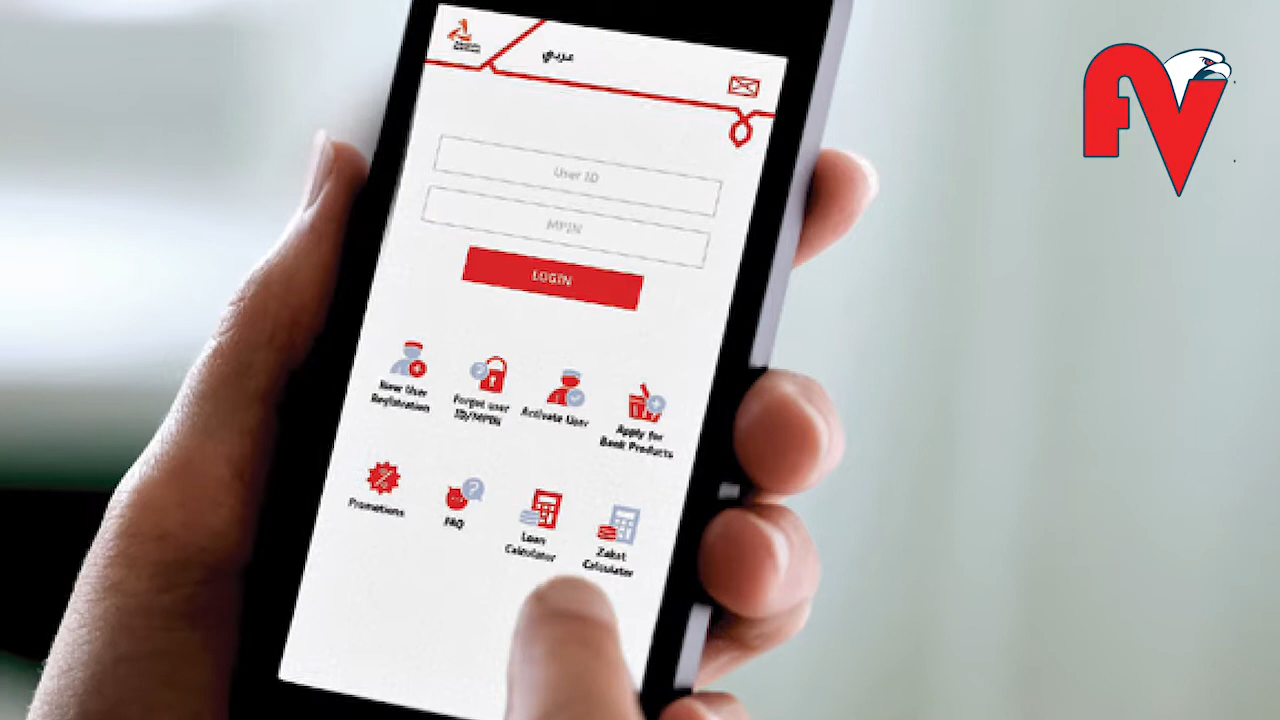 عربي
User ID
MPIN
LOGIN
New User
Registration
Forgot user
ID/MPIN
Activate User
Apply for
Bank Products
Promotions
FAQ
Loan
Calculator
Zakat
Calculator